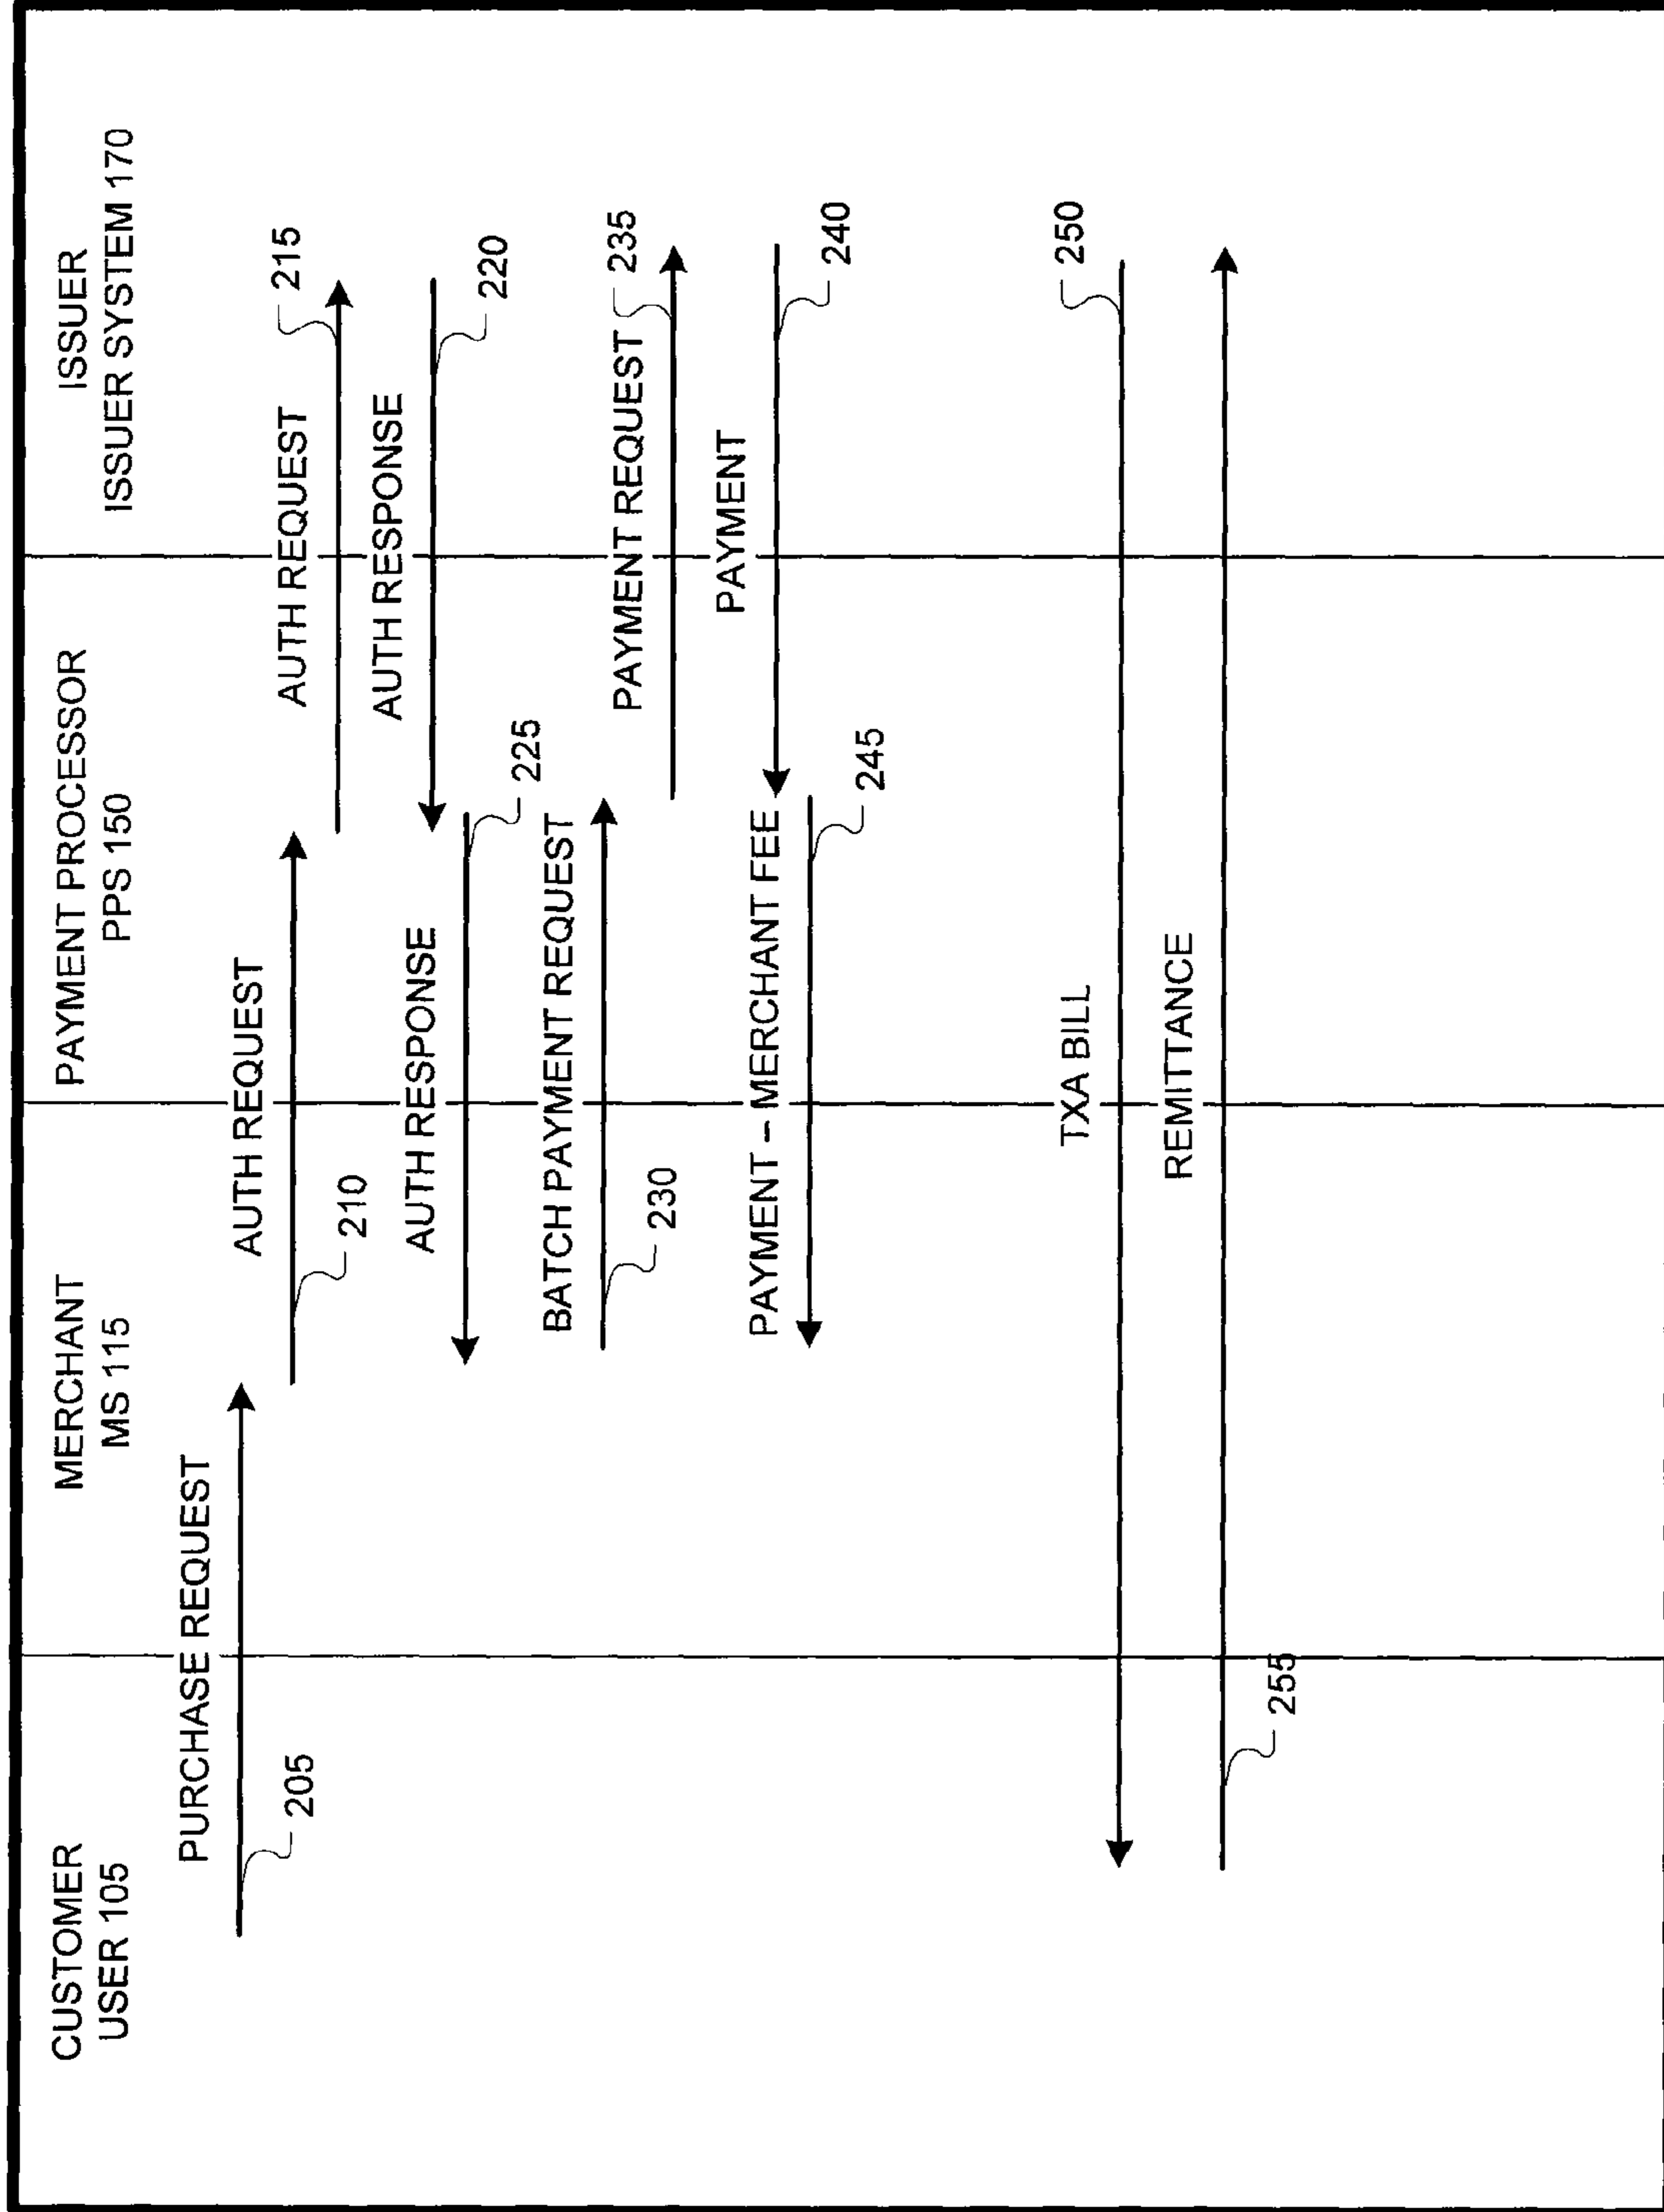 CUSTOMER
USER 105
MERCHANT
MS 115
PAYMENT PROCESSOR
PPS 150
ISSUER
ISSUER SYSTEM 170
PURCHASE REQUEST
205
AUTH REQUEST
210
AUTH REQUEST
215
AUTH RESPONSE
220
AUTH RESPONSE
225
BATCH PAYMENT REQUEST
230
PAYMENT REQUEST
235
PAYMENT
240
PAYMENT – MERCHANT FEE
245
TXA BILL
250
REMITTANCE
255